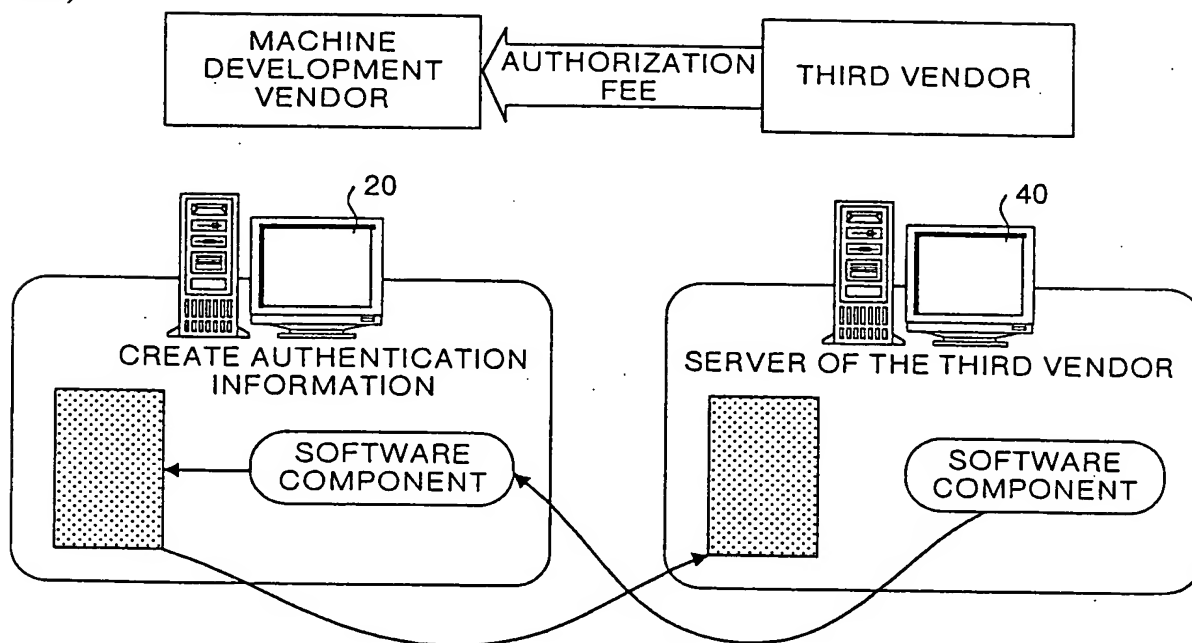 MACHINE
DEVELOPMENT
VENDOR
AUTHORIZATION
FEE
THIRD VENDOR
20
40
CREATE AUTHENTICATION
INFORMATION
SERVER OF THE THIRD VENDOR
SOFTWARE
COMPONENT
SOFTWARE
COMPONENT